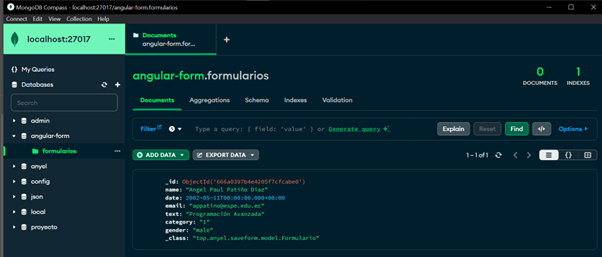 MongoDB Compass - localhost:27017/angular-form.formularios
Connect Edit View Collection Help
localhost:27017 ...
Documents
angular-form.for...
+
My Queries
Databases
Search
admin
angular-form
formularios ...
anyel
config
json
local
proyecto
angular-form.formularios
0 DOCUMENTS
1 INDEXES
Documents Aggregations Schema Indexes Validation
Filter Type a query: { field: 'value' } or Generate query Explain Reset Find </> Options
ADD DATA EXPORT DATA 1 – 1 of 1
_id: ObjectId('666a039784e4285f7cfcabe0')
name: "Angel Paul Patiño Diaz"
date: 2002-05-11T00:00:00.000+00:00
email: "appatino@espe.edu.ec"
text: "Programación Avanzada"
category: "1"
gender: "male"
_class: "top.anyel.saveform.model.Formulario"